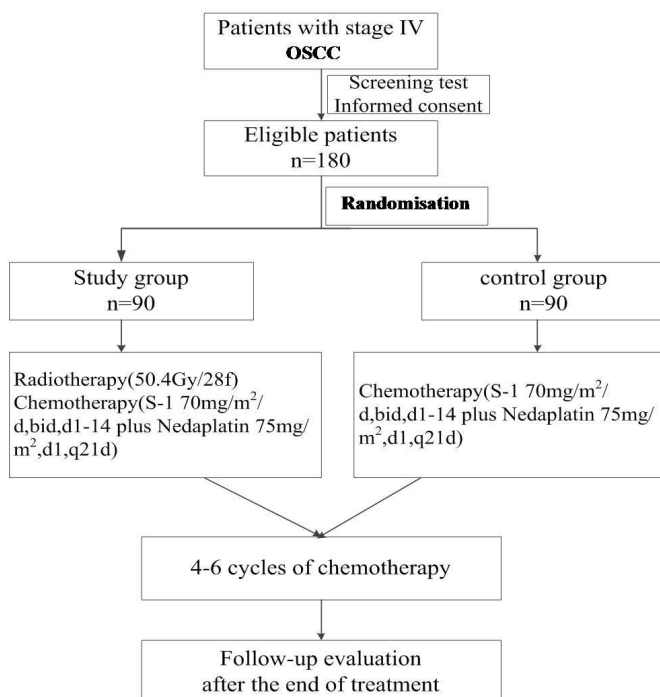 Patients with stage IV
OSCC
Screening test
Informed consent
Eligible patients
n=180
Randomisation
Study group
n=90
control group
n=90
Radiotherapy(50.4Gy/28f)
Chemotherapy(S-1 70mg/m²/
d,bid,d1-14 plus Nedaplatin 75mg/
m²,d1,q21d)
Chemotherapy(S-1 70mg/m²/
d,bid,d1-14 plus Nedaplatin 75mg/
m²,d1,q21d)
4-6 cycles of chemotherapy
Follow-up evaluation
after the end of treatment